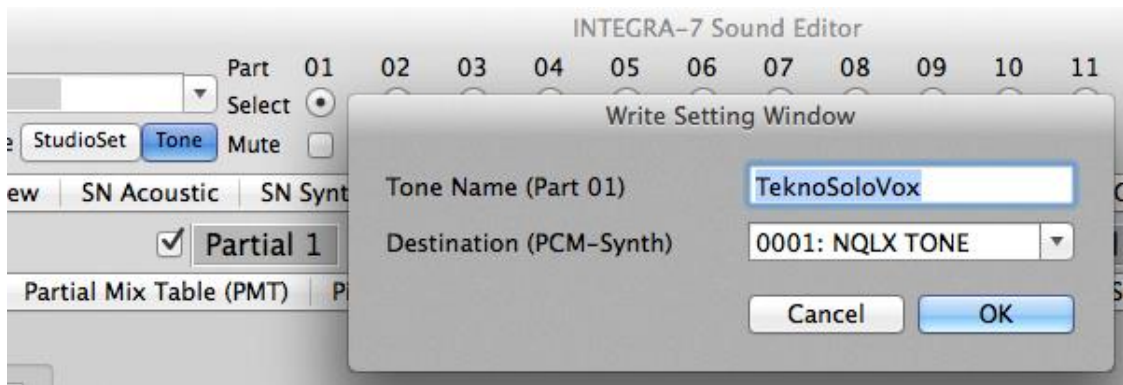 INTEGRA-7 Sound Editor
Part 01 02 03 04 05 06 07 08 09 10 11
Select
Write Setting Window
StudioSet Tone Mute
Tone Name (Part 01) TeknoSoloVox
ew SN Acoustic SN Synt
Destination (PCM-Synth) 0001: NQLX TONE
Partial 1
Partial Mix Table (PMT)
Cancel OK